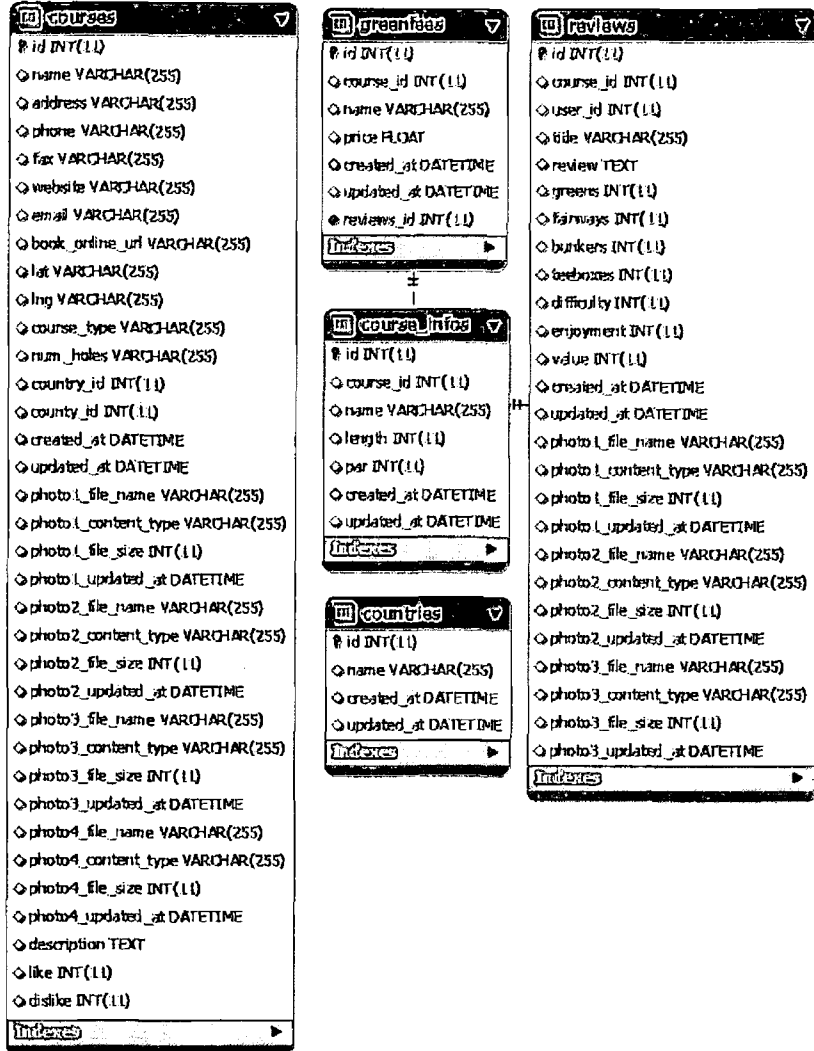 courses
id INT(11)
name VARCHAR(255)
address VARCHAR(255)
phone VARCHAR(255)
fax VARCHAR(255)
website VARCHAR(255)
email VARCHAR(255)
book_online_url VARCHAR(255)
lat VARCHAR(255)
lng VARCHAR(255)
course_type VARCHAR(255)
num_holes VARCHAR(255)
country_id INT(11)
county_id INT(11)
created_at DATETIME
updated_at DATETIME
photo1_file_name VARCHAR(255)
photo1_content_type VARCHAR(255)
photo1_file_size INT(11)
photo1_updated_at DATETIME
photo2_file_name VARCHAR(255)
photo2_content_type VARCHAR(255)
photo2_file_size INT(11)
photo2_updated_at DATETIME
photo3_file_name VARCHAR(255)
photo3_content_type VARCHAR(255)
photo3_file_size INT(11)
photo3_updated_at DATETIME
photo4_file_name VARCHAR(255)
photo4_content_type VARCHAR(255)
photo4_file_size INT(11)
photo4_updated_at DATETIME
description TEXT
like INT(11)
dislike INT(11)
Indexes
greenfees
id INT(11)
course_id INT(11)
name VARCHAR(255)
price FLOAT
created_at DATETIME
updated_at DATETIME
reviews_id INT(11)
Indexes
course_infos
id INT(11)
course_id INT(11)
name VARCHAR(255)
length INT(11)
par INT(11)
created_at DATETIME
updated_at DATETIME
Indexes
countries
id INT(11)
name VARCHAR(255)
created_at DATETIME
updated_at DATETIME
Indexes
reviews
id INT(11)
course_id INT(11)
user_id INT(11)
title VARCHAR(255)
review TEXT
greens INT(11)
fairways INT(11)
bunkers INT(11)
teeboxes INT(11)
difficulty INT(11)
enjoyment INT(11)
value INT(11)
created_at DATETIME
updated_at DATETIME
photo1_file_name VARCHAR(255)
photo1_content_type VARCHAR(255)
photo1_file_size INT(11)
photo1_updated_at DATETIME
photo2_file_name VARCHAR(255)
photo2_content_type VARCHAR(255)
photo2_file_size INT(11)
photo2_updated_at DATETIME
photo3_file_name VARCHAR(255)
photo3_content_type VARCHAR(255)
photo3_file_size INT(11)
photo3_updated_at DATETIME
Indexes